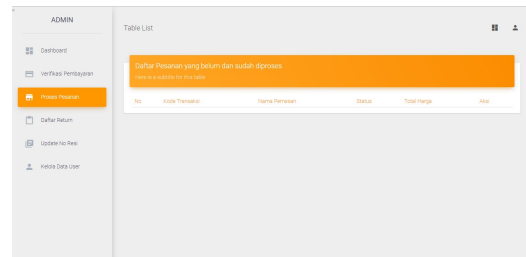 ADMIN
Table List
Dashboard
Verifikasi Pembayaran
Proses Pesanan
Daftar Return
Update No Resi
Kelola Data User
Daftar Pesanan yang belum dan sudah diproses
Here is a subtitle for this table
No Kode Transaksi Nama Pemesan Status Total Harga Aksi